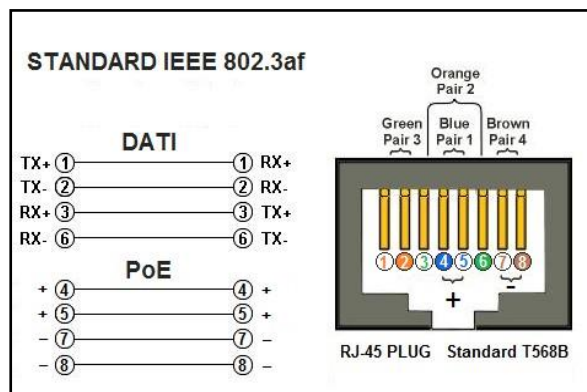 STANDARD IEEE 802.3af
DATI
TX+ 1 1 RX+
TX- 2 2 RX-
RX+ 3 3 TX+
RX- 6 6 TX-
PoE
+ 4 4 +
+ 5 5 +
− 7 7 −
− 8 8 −
Orange
Pair 2
Green Blue Brown
Pair 3 Pair 1 Pair 4
1 2 3 4 5 6 7 8
+ -
RJ-45 PLUG Standard T568B